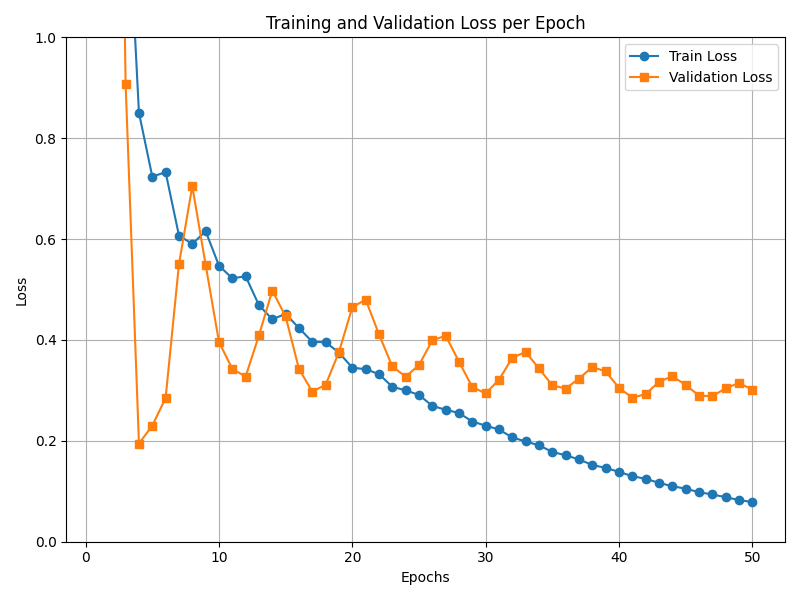 Training and Validation Loss per Epoch
1.0
0.8
0.6
0.4
0.2
0.0
Loss
Train Loss
Validation Loss
0 10 20 30 40 50
Epochs